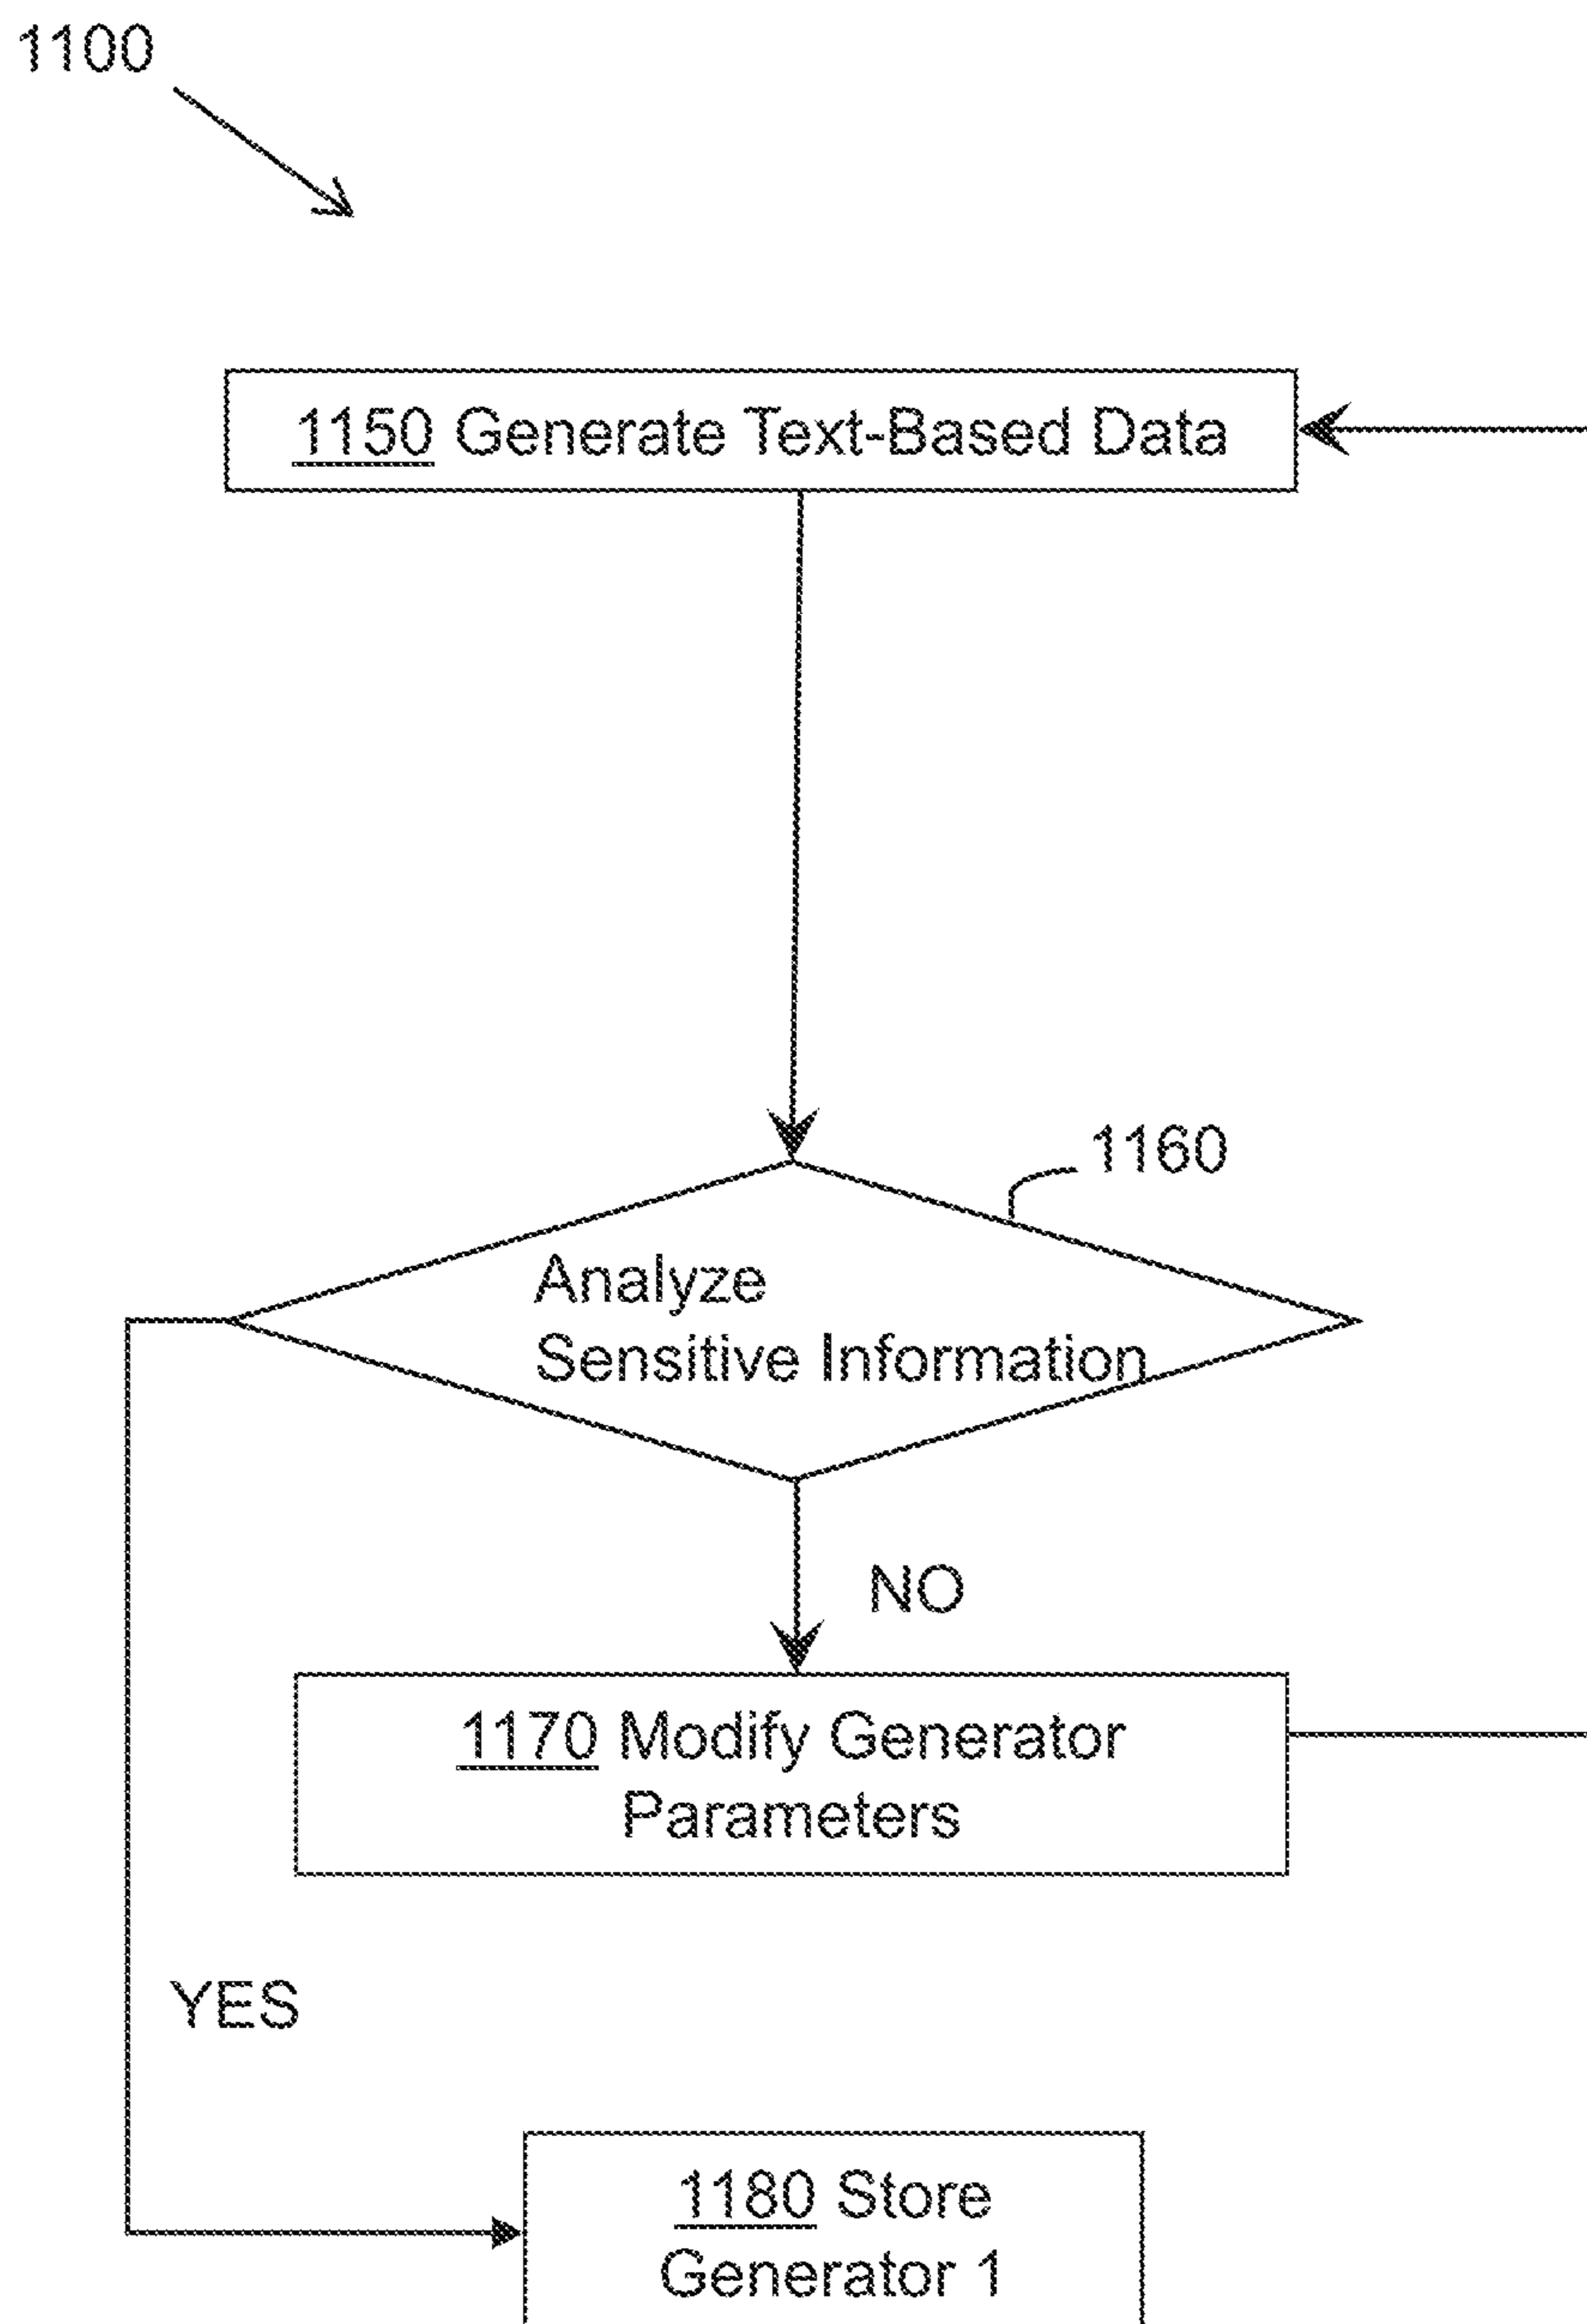 1100
1150 Generate Text-Based Data
1160
Analyze
Sensitive Information
NO
1170 Modify Generator
Parameters
YES
1180 Store
Generator 1